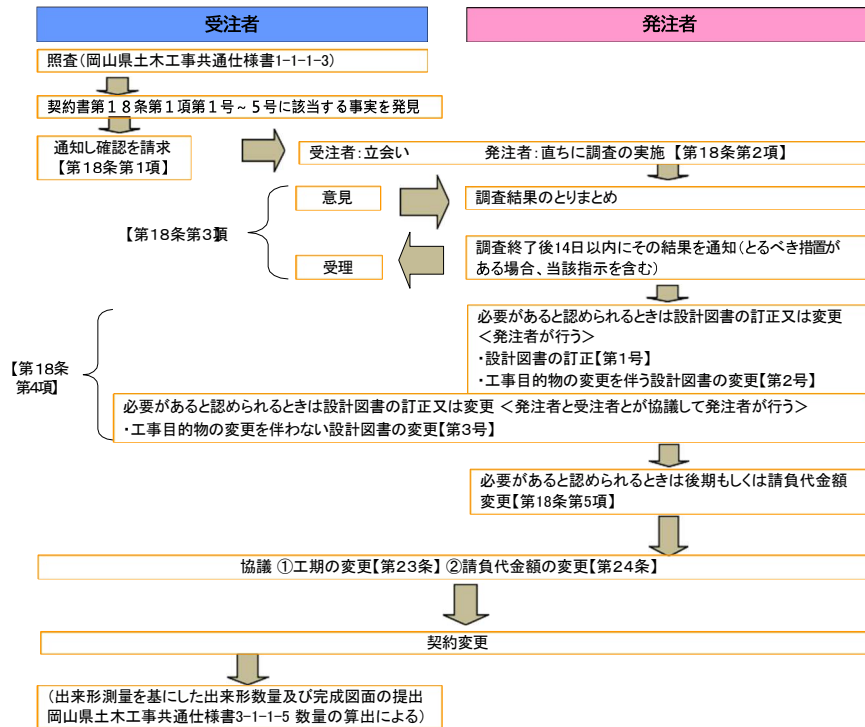 受注者
発注者
照査(岡山県土木工事共通仕様書1-1-1-3)
契約書第18条第1項第1号~5号に該当する事実を発見
通知し確認を請求
【第18条第1項】
受注者:立会い 発注者:直ちに調査の実施 【第18条第2項】
意見
調査結果のとりまとめ
【第18条第3項】
受理
調査終了後14日以内にその結果を通知(とるべき措置が
ある場合、当該指示を含む)
必要があると認められるときは設計図書の訂正又は変更
<発注者が行う>
・設計図書の訂正【第1号】
・工事目的物の変更を伴う設計図書の変更【第2号】
【第18条
第4項】
必要があると認められるときは設計図書の訂正又は変更 <発注者と受注者とが協議して発注者が行う>
・工事目的物の変更を伴わない設計図書の変更【第3号】
必要があると認められるときは後期もしくは請負代金額
変更【第18条第5項】
協議 ①工期の変更【第23条】 ②請負代金額の変更【第24条】
契約変更
(出来形測量を基にした出来形数量及び完成図面の提出
岡山県土木工事共通仕様書3-1-1-5 数量の算出による)